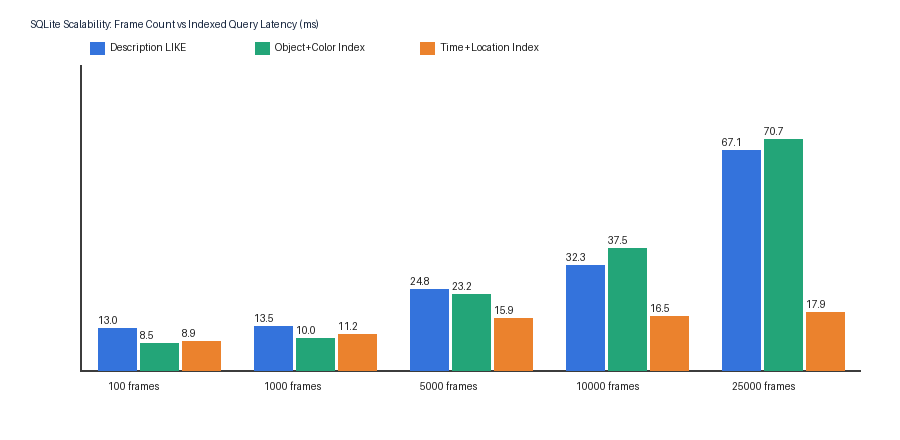 SQLite Scalability: Frame Count vs Indexed Query Latency (ms)
Description LIKE Object+Color Index Time+Location Index
67.1 70.7
32.3 37.5
24.8 23.2
13.0 8.5 8.9 13.5 10.0 11.2 15.9 16.5 17.9
100 frames 1000 frames 5000 frames 10000 frames 25000 frames